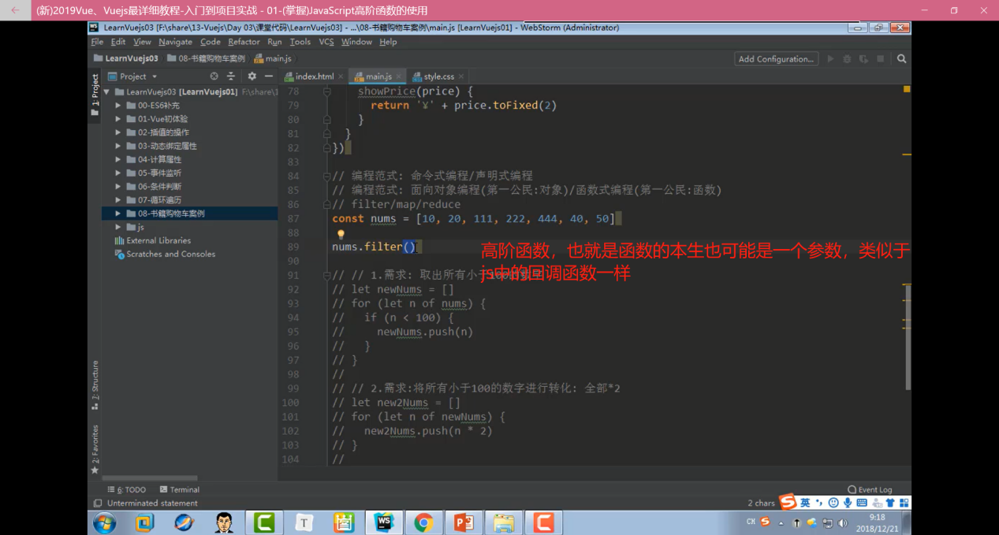 (新)2019Vue、Vuejs最详细教程-入门到项目实战 - 01-(掌握)JavaScript高阶函数的使用
LearnVuejs03 [F:\share\13-Vuejs\Day 03\课堂代码\LearnVuejs03] - ...\08-书籍购物车案例\main.js [LearnVuejs01] - WebStorm (Administrator)
File Edit View Navigate Code Refactor Run Tools VCS Window Help
LearnVuejs03 08-书籍购物车案例 main.js Add Configuration...
1: Project
Project index.html main.js style.css
LearnVuejs03 [LearnVuejs01] F:\share\1
00-ES6补充
01-Vue初体验
02-插值的操作
03-动态绑定属性
04-计算属性
05-事件监听
06-条件判断
07-循环遍历
08-书籍购物车案例
js
External Libraries
Scratches and Consoles
78 showPrice(price) {
79 return '¥' + price.toFixed(2)
80 }
81 }
82 })
83
84 // 编程范式: 命令式编程/声明式编程
85 // 编程范式: 面向对象编程(第一公民:对象)/函数式编程(第一公民:函数)
86 // filter/map/reduce
87 const nums = [10, 20, 111, 222, 444, 40, 50]
88
89 nums.filter()
高阶函数，也就是函数的本生也可能是一个参数，类似于
js中的回调函数一样
90
91 // // 1.需求: 取出所有小于100的数字
92 // let newNums = []
93 // for (let n of nums) {
94 // if (n < 100) {
95 // newNums.push(n)
96 // }
97 // }
98 //
99 // // 2.需求:将所有小于100的数字进行转化: 全部*2
100 // let new2Nums = []
101 // for (let n of newNums) {
102 // new2Nums.push(n * 2)
103 // }
104 //
7: Structure
2: Favorites
6: TODO Terminal Event Log
Unterminated statement 2 chars
S 英
T WS P C
CK S
9:18
2018/12/21